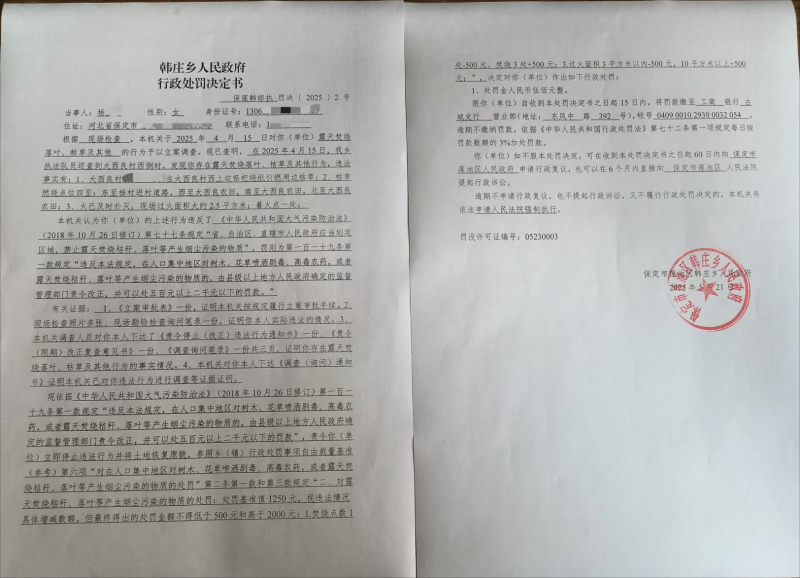 韩庄乡人民政府
行政处罚决定书
保莲韩综执 罚决〔 2025 〕2 号
当事人：杨 性别：女 身份证号：1306
住址：河北省保定市 联系电话：1
根据 现场检查 ，本机关于 2025 年 4 月 15 日对你(单位)露天焚烧
落叶、枯草及其他 的行为予以立案调查。现已查明，在2025年4月15日，我乡
热法队员巡查到大西良村西侧时，发现你存在露天焚烧落叶、枯草及其他行为，违法
事实有：1、大西良村 在大西良村西上坟祭祀烧纸引燃周边枯草；2、枯草
燃烧燃点位四至：东至杨村进村道路，西至大西良农田，南至大西良农田，北至大西良
农田；3、火已及时扑灭，现场过火面积大约2.5平方米；着火点一处。
本机关认为你（单位）的上述行为违反了《中华人民共和国大气污染防治法》
（2018年10月26日修订）第七十七条规定"省、自治区、直辖市人民政府应当划定区
域，禁止露天焚烧秸秆、落叶等产生烟尘污染的物质"，罚则为第一百一十九条第
一款规定"违反本法规定，在人口集中地区对树木、花草喷洒剧毒、高毒农药，或者露
天焚烧秸秆、落叶等产生烟尘污染的物质的，由县级以上地方人民政府确定的监督
管理部门责令改正，并可以处五百元以上二千元以下的罚款。"
有关证据：1、《立案审批表》一份，证明本机关按规定履行立案审批手续。2、
现场检查照片多张、现场勘验检查询问笔录一份，证明你本人实际违法的情况。3、
本机关调查人员对你本人下达了《责令停止（改正）违法行为通知书》一份、《责令
（限期）改正复查意见书》一份、《调查询问笔录》一份共三页，证明你存在露天焚
烧落叶、枯草及其他行为的事实情况。4、本机关对你本人下达《调查（询问）通知
书》证明本机关已对你违法行为进行调查等证据证明。
现依据《中华人民共和国大气污染防治法》（2018年10月26日修订）第一百一
十九条第一款规定"违反本法规定，在人口集中地区对树木、花草喷洒剧毒、高毒农
药，或者露天焚烧秸秆、落叶等产生烟尘污染的物质的，由县级以上地方人民政府确
定的监督管理部门责令改正，并可以处五百元以上二千元以下的罚款"，责令你（单
位）立即停止违法行为并将土地恢复原貌，参照乡（镇）行政处罚事项自由裁量基准
（参考）第六项"对在人口集中地区对树木、花草喷洒剧毒、高毒农药，或者露天焚
烧秸秆、落叶等产生烟尘污染的物质的处罚"第二条第一款和第三款规定"二、对露
天焚烧秸秆、落叶等产生烟尘污染的物质的处罚：处罚基准值1250元，视违法情况
具体增减数额，但最终得出的处罚金额不得低于500元和高于2000元：1.焚烧点数1
处-500元，焚烧3处+500元；3.过火面积3平方米以内-500元，10平方米以上+500
元；"，决定对你（单位）作出如下行政处罚：
1、处罚金人民币伍佰元整。
限你（单位）自收到本处罚决定书之日起15日内，将罚款缴至 工商 银行 古
城支行 营业部(地址：东风中 路 392 号)，帐号 0409 0010 2930 0032 054 ，
逾期不缴纳罚款，依据《中华人民共和国行政处罚法》第七十二条第一项规定每日按
罚款数额的3%加处罚款。
你（单位）如不服本处罚决定，可在收到本处罚决定书之日起60日内向 保定市
莲池区人民政府 申请行政复议，也可以在6个月内直接向 保定市莲池区 人民法院
提起行政诉讼。
逾期不申请行政复议，也不提起行政诉讼，又不履行行政处罚决定的，本机关将
依法申请人民法院强制执行。
罚没许可证编号：05230003
保定市莲池区韩庄乡人民政府
2025 年 5 月 21 日
保定市莲池区韩庄乡人民政府